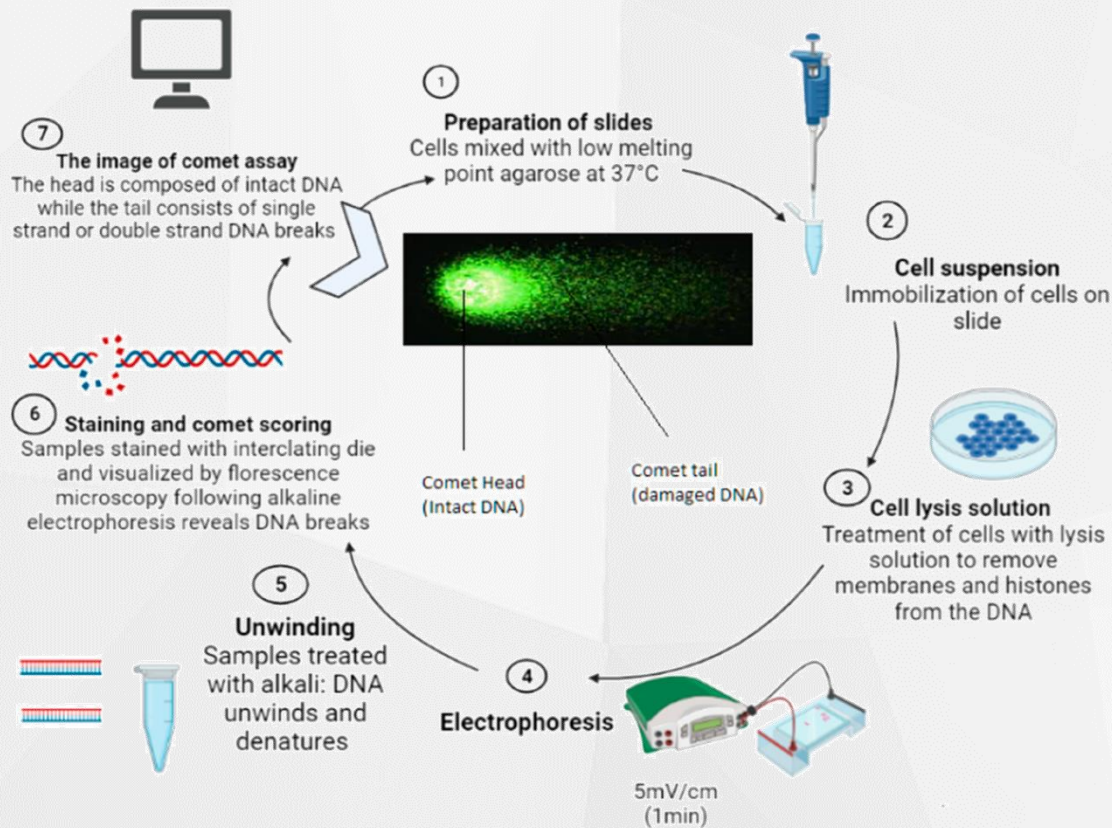 1
Preparation of slides
Cells mixed with low melting
point agarose at 37°C
2
Cell suspension
Immobilization of cells on
slide
3
Cell lysis solution
Treatment of cells with lysis
solution to remove
membranes and histones
from the DNA
4
Electrophoresis
5mV/cm
(1min)
5
Unwinding
Samples treated
with alkali: DNA
unwinds and
denatures
6
Staining and comet scoring
Samples stained with interclating die
and visualized by florescence
microscopy following alkaline
electrophoresis reveals DNA breaks
7
The image of comet assay
The head is composed of intact DNA
while the tail consists of single
strand or double strand DNA breaks
Comet Head
(Intact DNA)
Comet tail
(damaged DNA)